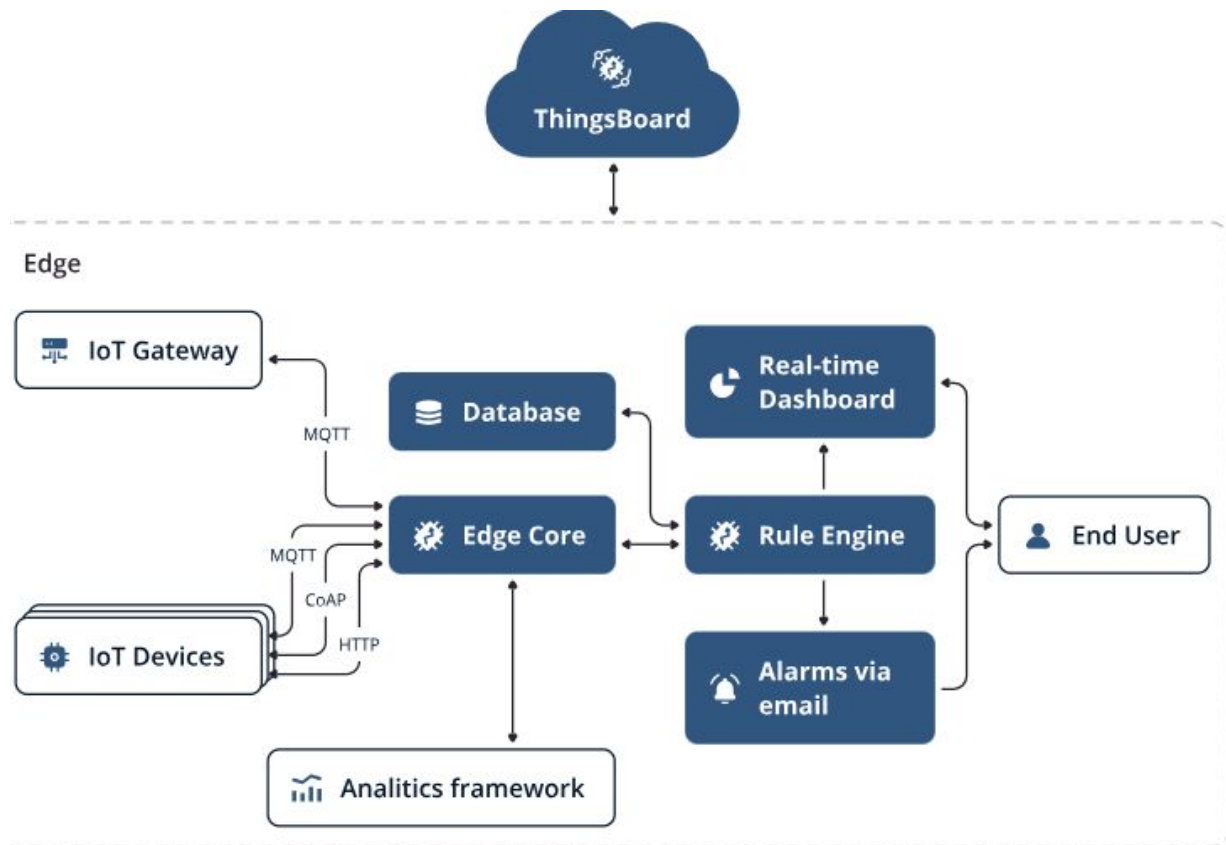 ThingsBoard
Edge
IoT Gateway
MQTT
Database
Real-time
Dashboard
Edge Core
Rule Engine
End User
MQTT
CoAP
HTTP
IoT Devices
Alarms via
email
Analitics framework